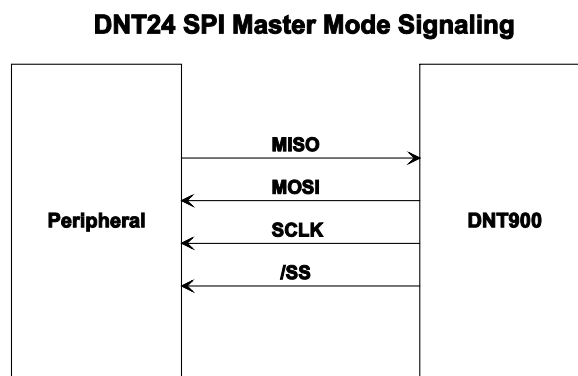 DNT24 SPI Master Mode Signaling
MISO
MOSI
Peripheral
DNT900
SCLK
/SS